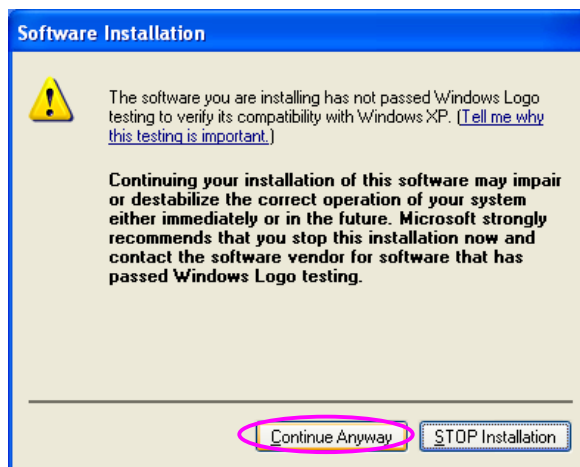 Software Installation
The software you are installing has not passed Windows Logo
testing to verify its compatibility with Windows XP. (Tell me why
this testing is important.)
Continuing your installation of this software may impair
or destabilize the correct operation of your system
either immediately or in the future. Microsoft strongly
recommends that you stop this installation now and
contact the software vendor for software that has
passed Windows Logo testing.
Continue Anyway
STOP Installation